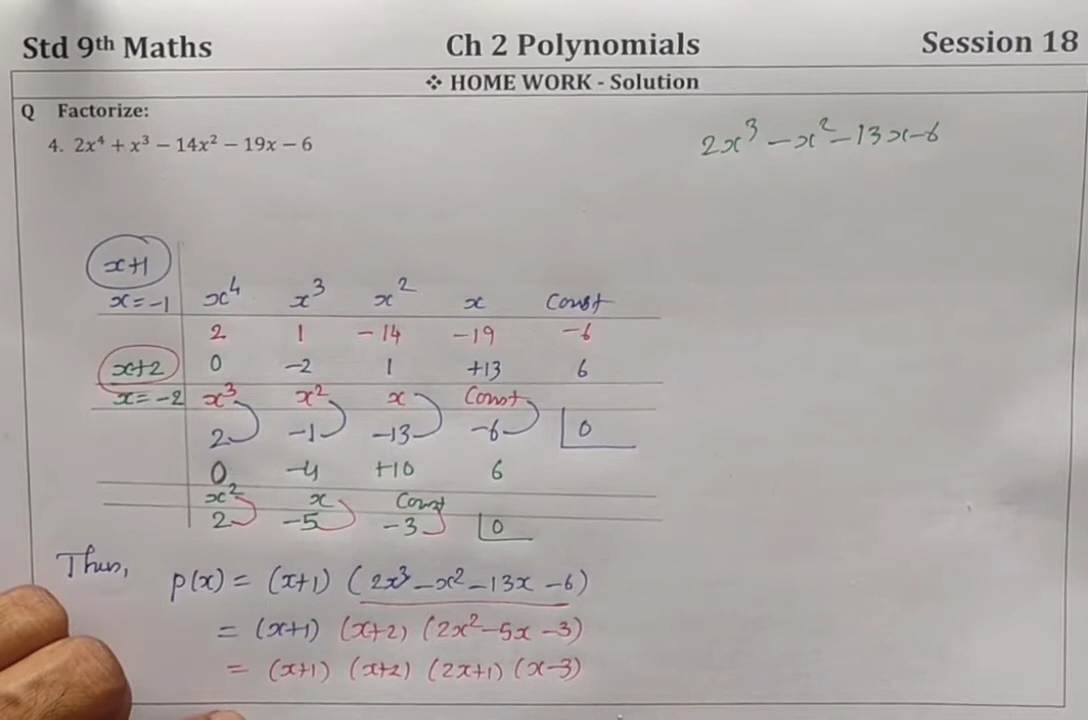 Std 9th Maths Ch 2 Polynomials Session 18
❖ HOME WORK - Solution
Q Factorize:
4. 2x⁴ + x³ – 14x² – 19x – 6
2x³ – x² – 13x – 6
x+1
x = -1 x⁴ x³ x² x Const
2 1 -14 -19 -6
x+2 0 -2 1 +13 6
x = -2 x³ x² x Const
2 -1 -13 -6 0
0 -4 +10 6
x² x Const
2 -5 -3 0
Thus, p(x) = (x+1) (2x³ – x² – 13x – 6)
= (x+1) (x+2) (2x² – 5x – 3)
= (x+1) (x+2) (2x+1) (x-3)